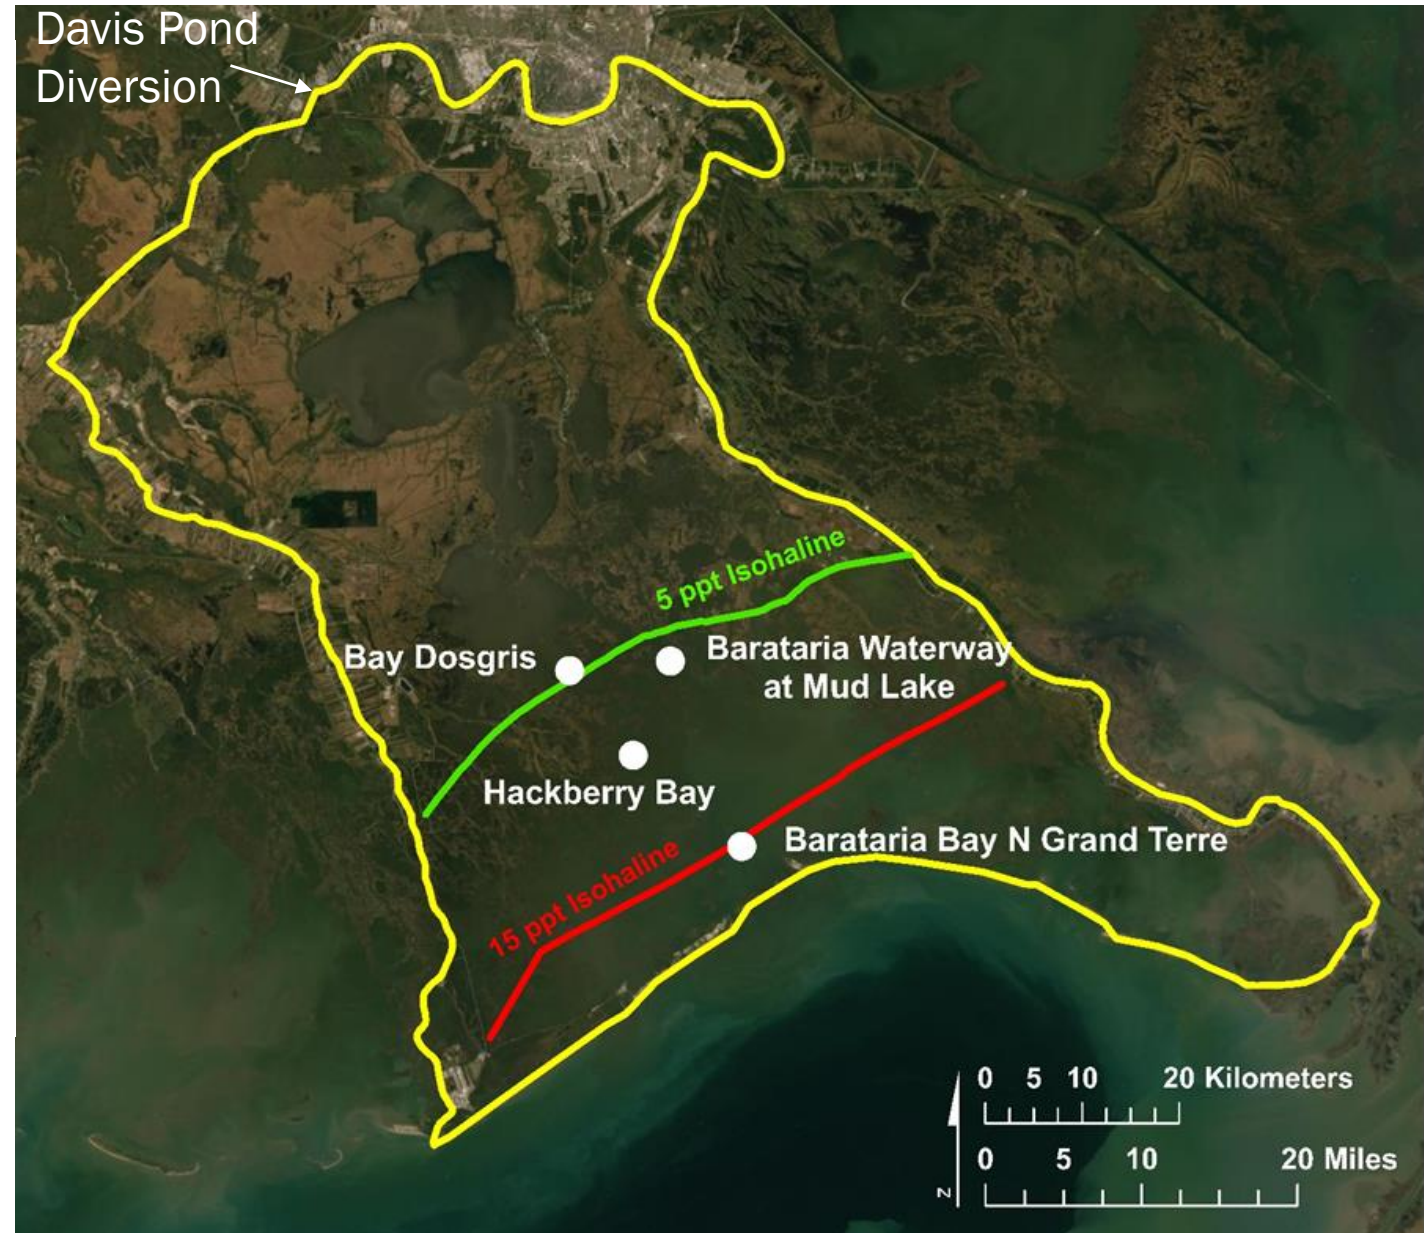 Davis Pond
Diversion
5 ppt Isohaline
Bay Dosgris
Barataria Waterway
at Mud Lake
Hackberry Bay
Barataria Bay N Grand Terre
15 ppt Isohaline
0 5 10 20 Kilometers
0 5 10 20 Miles
N